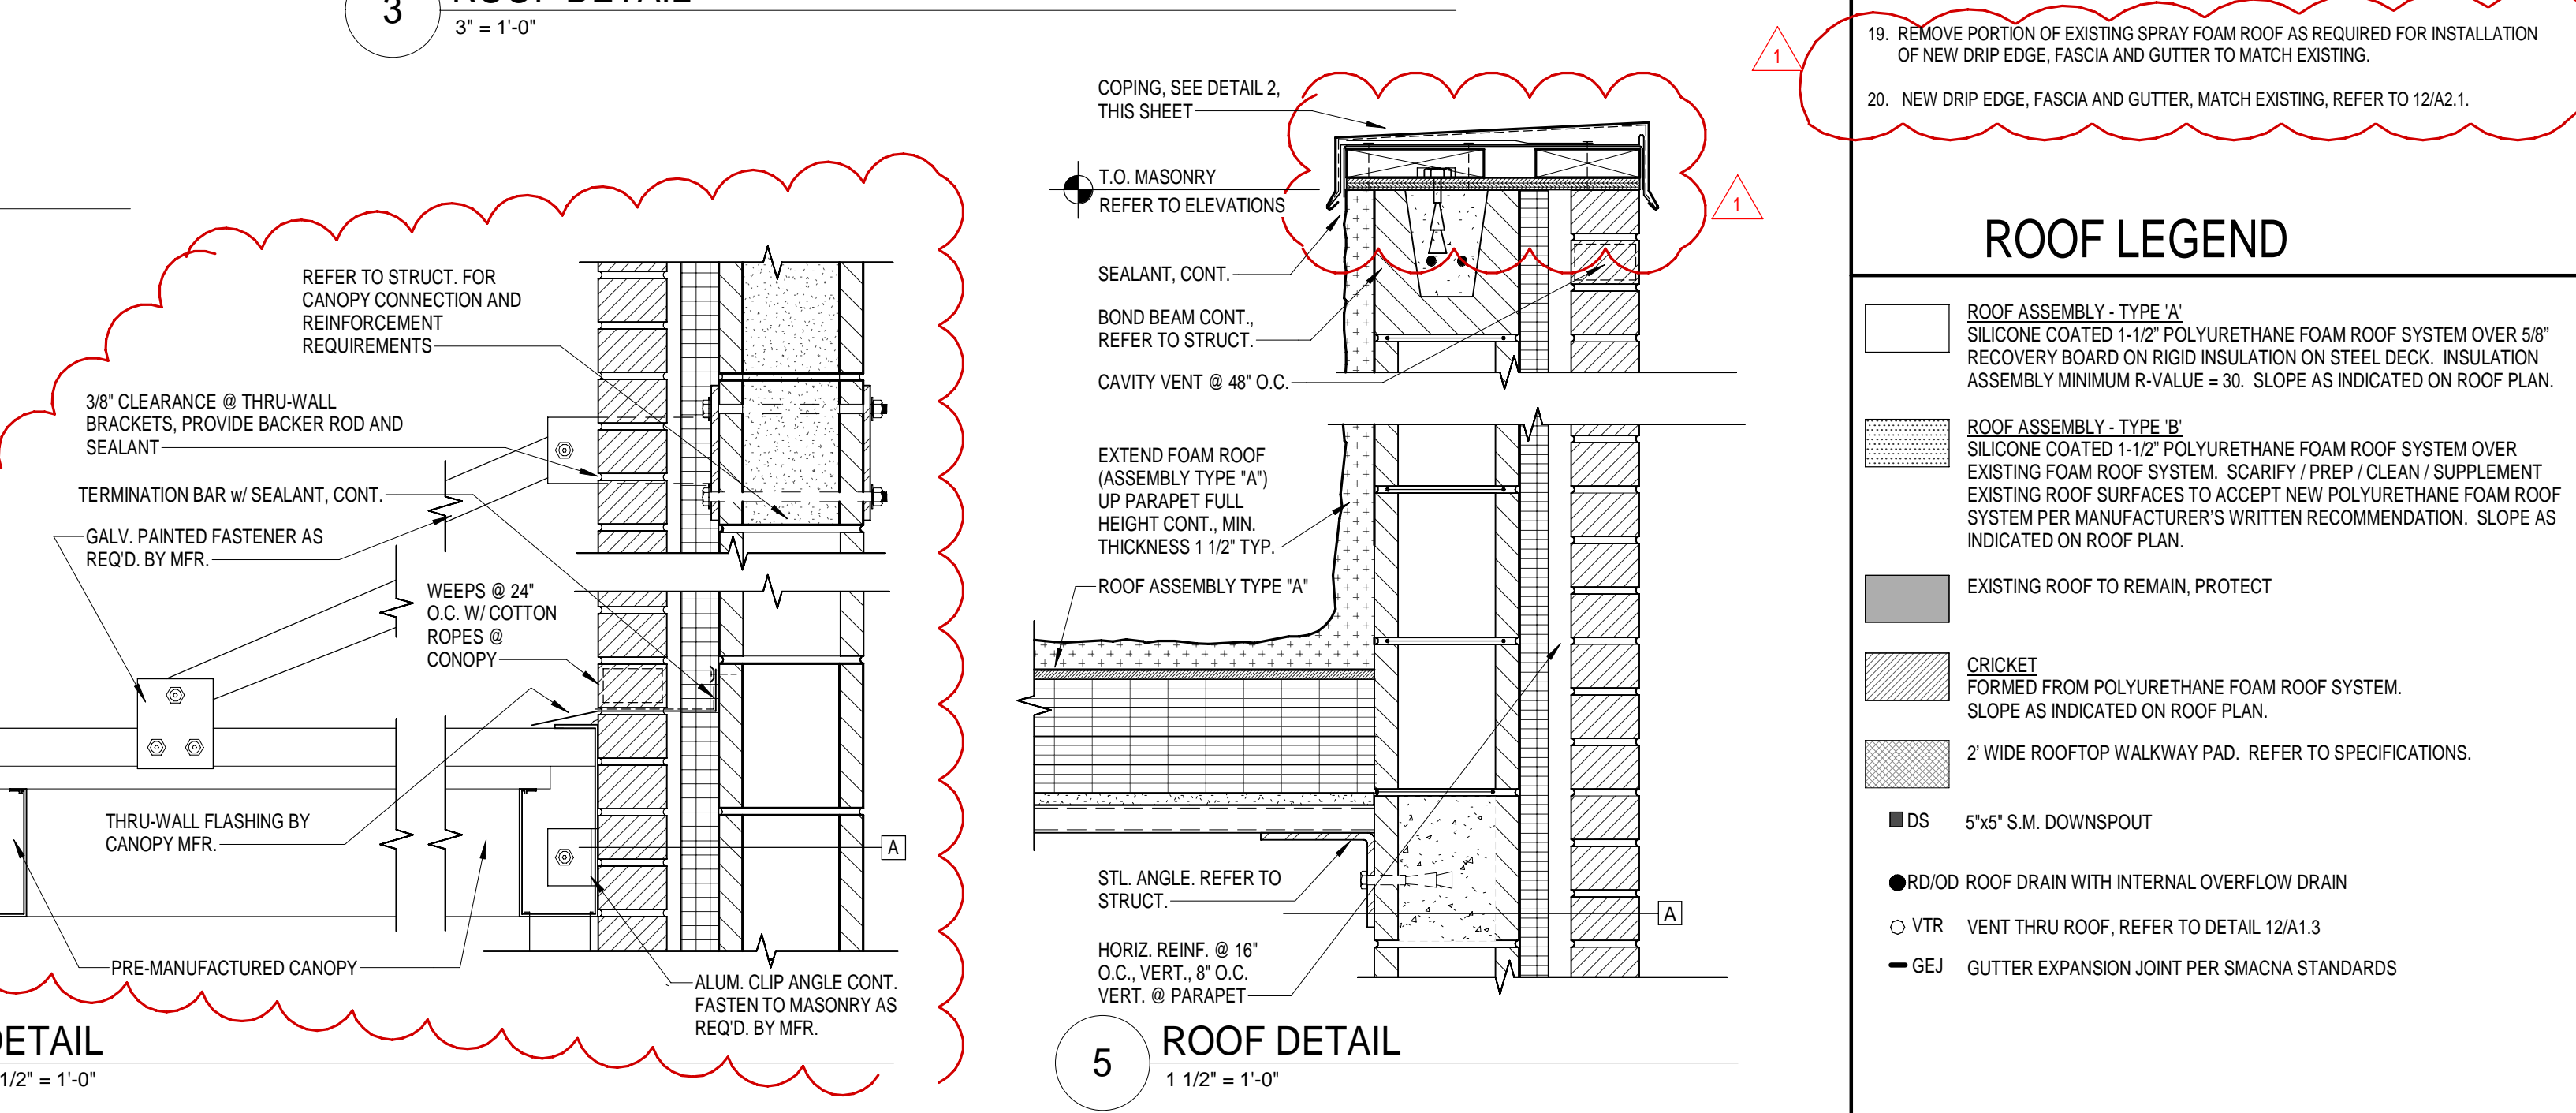 3
3" = 1'-0"
REFER TO STRUCT. FOR
CANOPY CONNECTION AND
REINFORCEMENT
REQUIREMENTS
3/8" CLEARANCE @ THRU-WALL
BRACKETS, PROVIDE BACKER ROD AND
SEALANT
TERMINATION BAR w/ SEALANT, CONT.
GALV. PAINTED FASTENER AS
REQ'D. BY MFR.
WEEPS @ 24"
O.C. W/ COTTON
ROPES @
CONOPY
THRU-WALL FLASHING BY
CANOPY MFR.
A
PRE-MANUFACTURED CANOPY
ALUM. CLIP ANGLE CONT.
FASTEN TO MASONRY AS
REQ'D. BY MFR.
DETAIL
1/2" = 1'-0"
COPING, SEE DETAIL 2,
THIS SHEET
T.O. MASONRY
REFER TO ELEVATIONS
1
SEALANT, CONT.
BOND BEAM CONT.,
REFER TO STRUCT.
CAVITY VENT @ 48" O.C.
EXTEND FOAM ROOF
(ASSEMBLY TYPE "A")
UP PARAPET FULL
HEIGHT CONT., MIN.
THICKNESS 1 1/2" TYP.
ROOF ASSEMBLY TYPE "A"
STL. ANGLE. REFER TO
STRUCT.
A
HORIZ. REINF. @ 16"
O.C., VERT., 8" O.C.
VERT. @ PARAPET
5
ROOF DETAIL
1 1/2" = 1'-0"
1
19. REMOVE PORTION OF EXISTING SPRAY FOAM ROOF AS REQUIRED FOR INSTALLATION
OF NEW DRIP EDGE, FASCIA AND GUTTER TO MATCH EXISTING.
20. NEW DRIP EDGE, FASCIA AND GUTTER, MATCH EXISTING, REFER TO 12/A2.1.
ROOF LEGEND
ROOF ASSEMBLY - TYPE 'A'
SILICONE COATED 1-1/2" POLYURETHANE FOAM ROOF SYSTEM OVER 5/8"
RECOVERY BOARD ON RIGID INSULATION ON STEEL DECK. INSULATION
ASSEMBLY MINIMUM R-VALUE = 30. SLOPE AS INDICATED ON ROOF PLAN.
ROOF ASSEMBLY - TYPE 'B'
SILICONE COATED 1-1/2" POLYURETHANE FOAM ROOF SYSTEM OVER
EXISTING FOAM ROOF SYSTEM. SCARIFY / PREP / CLEAN / SUPPLEMENT
EXISTING ROOF SURFACES TO ACCEPT NEW POLYURETHANE FOAM ROOF
SYSTEM PER MANUFACTURER'S WRITTEN RECOMMENDATION. SLOPE AS
INDICATED ON ROOF PLAN.
EXISTING ROOF TO REMAIN, PROTECT
CRICKET
FORMED FROM POLYURETHANE FOAM ROOF SYSTEM.
SLOPE AS INDICATED ON ROOF PLAN.
2' WIDE ROOFTOP WALKWAY PAD. REFER TO SPECIFICATIONS.
DS 5"x5" S.M. DOWNSPOUT
RD/OD ROOF DRAIN WITH INTERNAL OVERFLOW DRAIN
VTR VENT THRU ROOF, REFER TO DETAIL 12/A1.3
GEJ GUTTER EXPANSION JOINT PER SMACNA STANDARDS